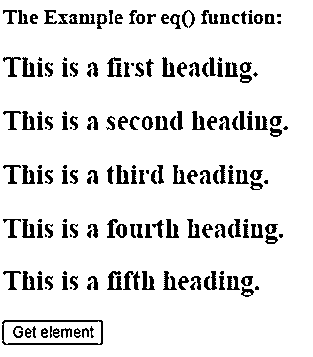 The Example for eq() function:
This is a first heading.
This is a second heading.
This is a third heading.
This is a fourth heading.
This is a fifth heading.
Get element